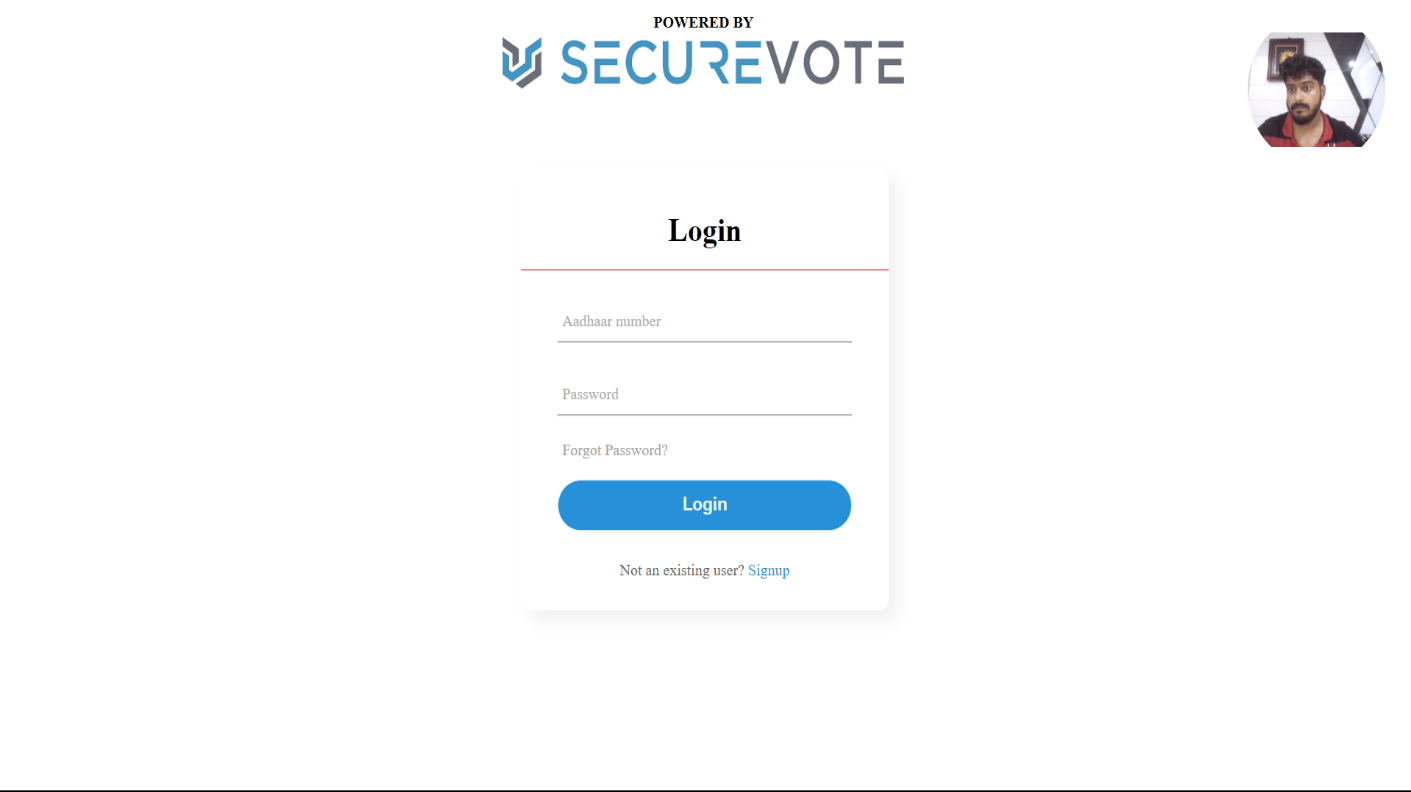 POWERED BY
SECUREVOTE
Login
Aadhaar number
Password
Forgot Password?
Login
Not an existing user? Signup